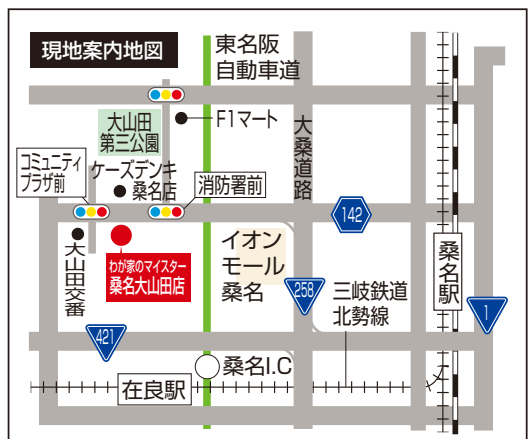 現地案内地図
東名阪
自動車道
大山田
第三公園
F1マート
大桑道路
コミュニティ
プラザ前
ケーズデンキ
桑名店
消防署前
142
大山田交番
わが家のマイスター
桑名大山田店
イオン
モール
桑名
258
三岐鉄道
北勢線
桑名駅
1
421
桑名I.C
在良駅